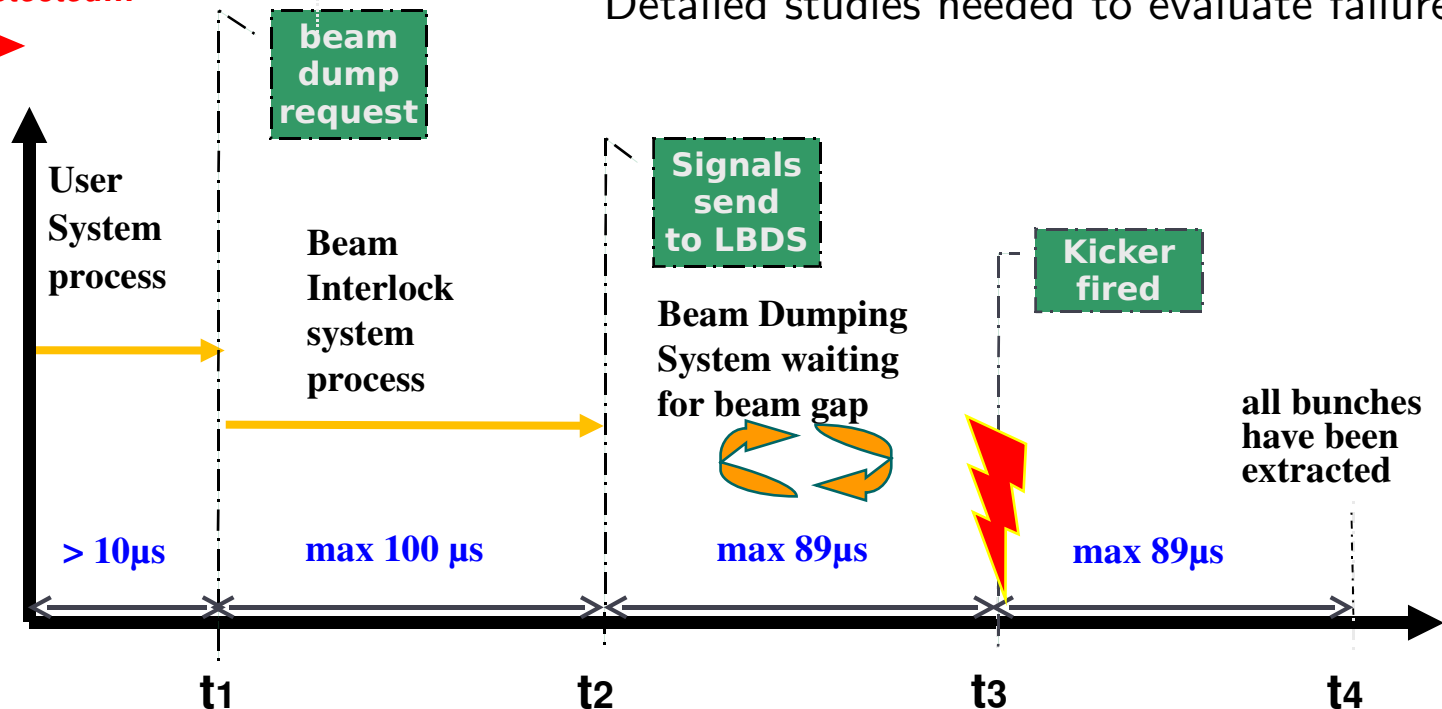 Detailed studies needed to evaluate failure
beam
dump
request
User
System
process
Beam
Interlock
system
process
Signals
send
to LBDS
Beam Dumping
System waiting
for beam gap
Kicker
fired
all bunches
have been
extracted
> 10µs
max 100 µs
max 89µs
max 89µs
t1
t2
t3
t4